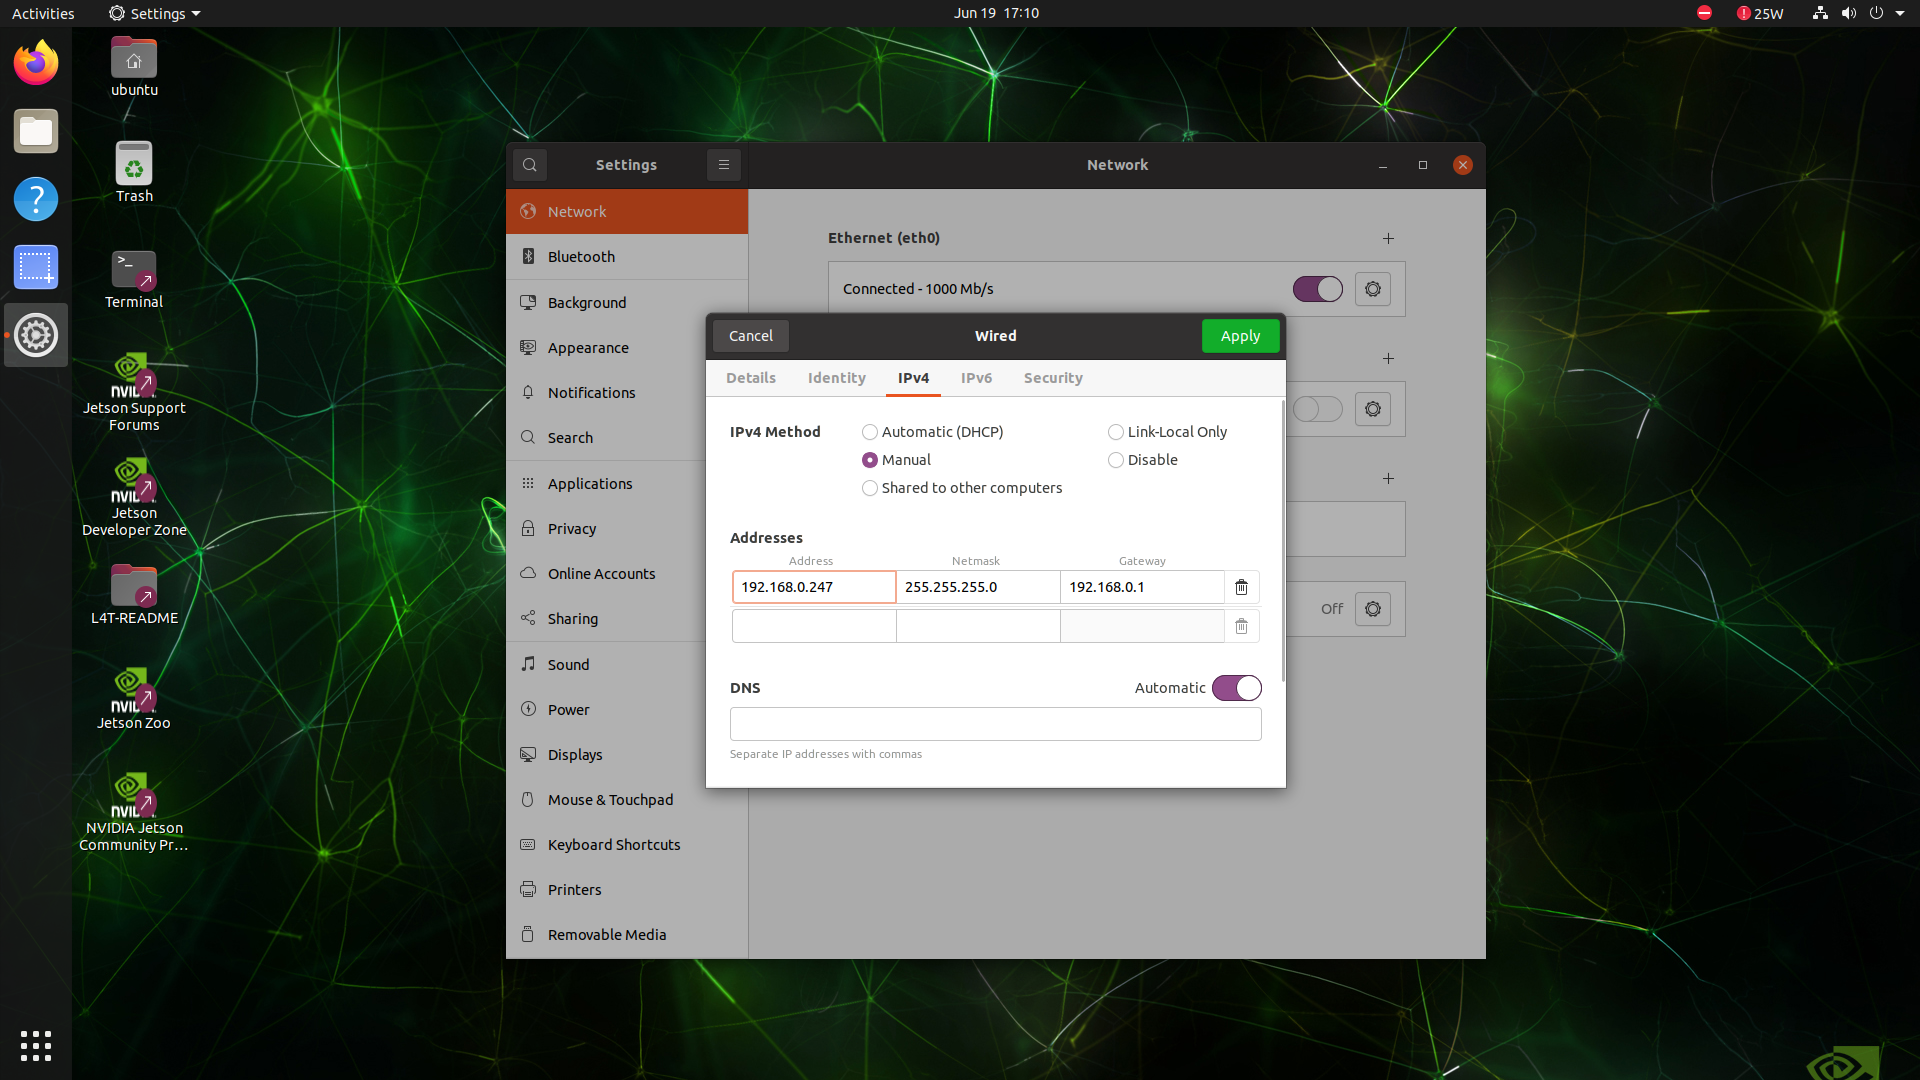 Activities
Settings
Jun 19 17:10
25W
ubuntu
Trash
>_
Terminal
NVIDIA
Jetson Support
Forums
Jetson
Developer Zone
L4T-README
Jetson Zoo
NVIDIA Jetson
Community Pr...
Settings
Network
Network
Bluetooth
Background
Appearance
Notifications
Search
Applications
Privacy
Online Accounts
Sharing
Sound
Power
Displays
Mouse & Touchpad
Keyboard Shortcuts
Printers
Removable Media
Ethernet (eth0)
Connected - 1000 Mb/s
Off
Cancel
Wired
Apply
Details
Identity
IPv4
IPv6
Security
IPv4 Method
Automatic (DHCP)
Link-Local Only
Manual
Disable
Shared to other computers
Addresses
Address
Netmask
Gateway
192.168.0.247
255.255.255.0
192.168.0.1
DNS
Automatic
Separate IP addresses with commas